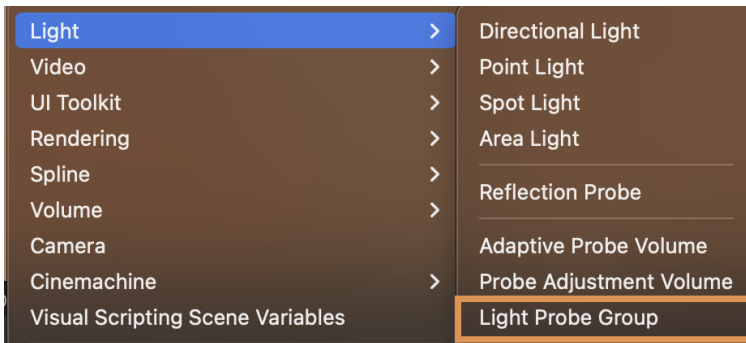 Light
Video
UI Toolkit
Rendering
Spline
Volume
Camera
Cinemachine
Visual Scripting Scene Variables
Directional Light
Point Light
Spot Light
Area Light
Reflection Probe
Adaptive Probe Volume
Probe Adjustment Volume
Light Probe Group